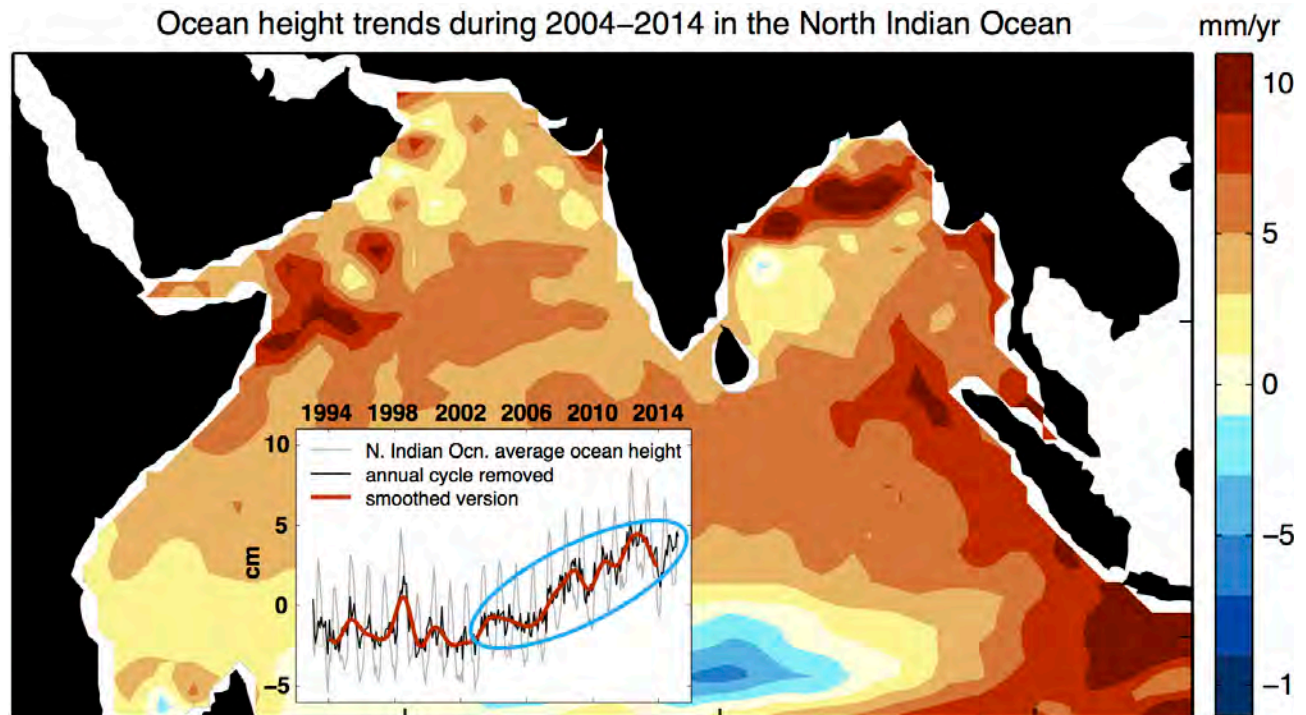 Ocean height trends during 2004–2014 in the North Indian Ocean
mm/yr
10
5
0
−5
−1
1994 1998 2002 2006 2010 2014
10
5
0
−5
cm
N. Indian Ocn. average ocean height
annual cycle removed
smoothed version